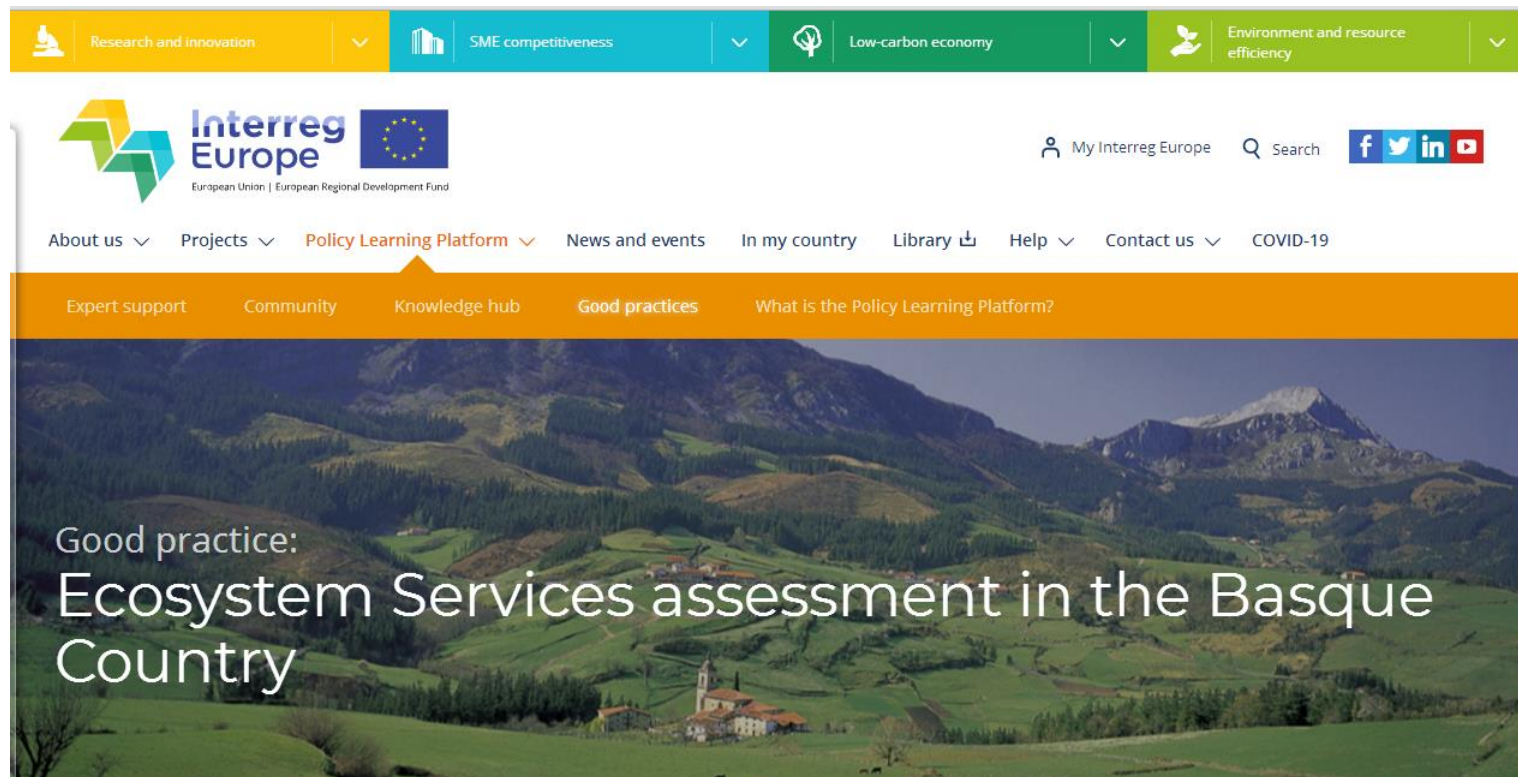 Research and innovation
SME competitiveness
Low-carbon economy
Environment and resource
efficiency
Interreg
Europe
European Union | European Regional Development Fund
My Interreg Europe
Search
f
in
About us
Projects
Policy Learning Platform
News and events
In my country
Library
Help
Contact us
COVID-19
Expert support
Community
Knowledge hub
Good practices
What is the Policy Learning Platform?
Good practice:
Ecosystem Services assessment in the Basque
Country